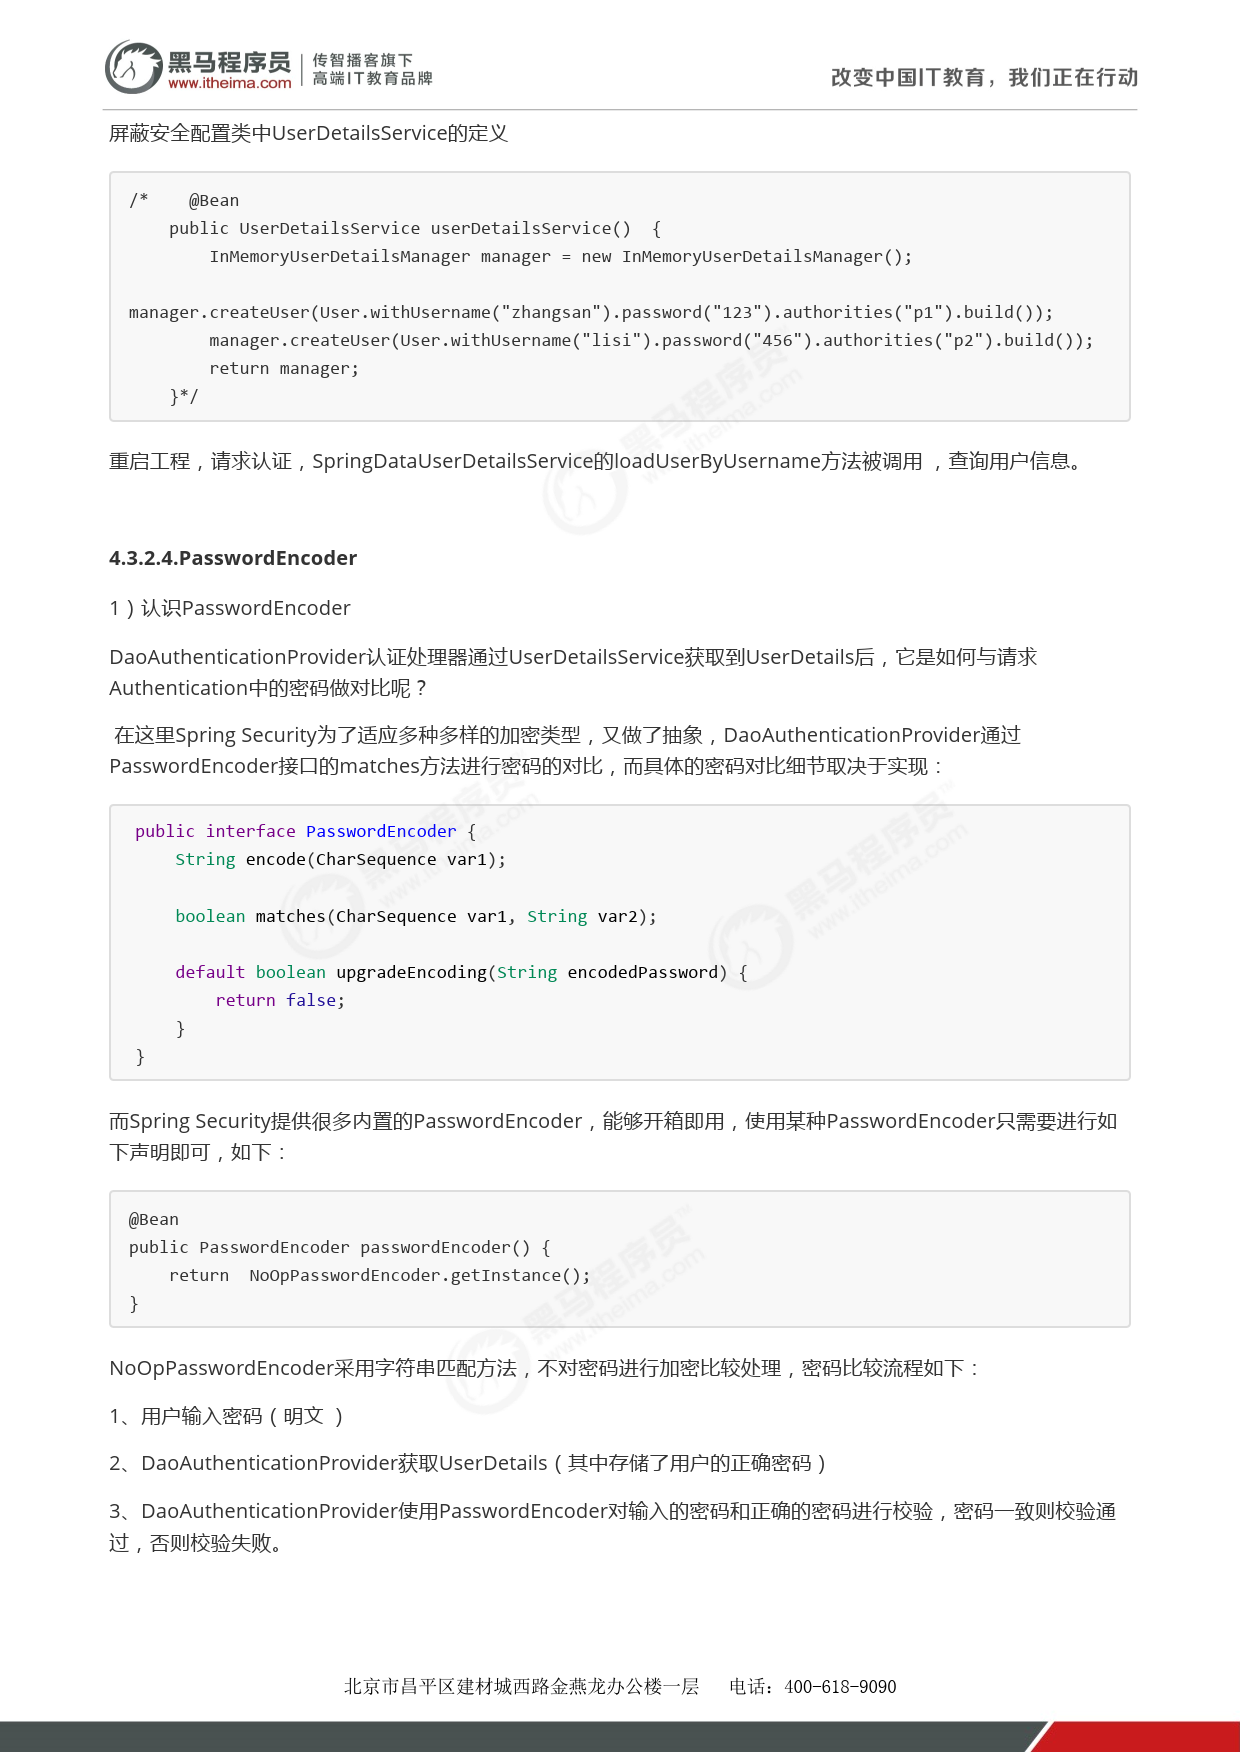 黑马程序员
www.itheima.com
传智播客旗下
高端IT教育品牌
改变中国IT教育，我们正在行动
屏蔽安全配置类中UserDetailsService的定义
/*    @Bean
    public UserDetailsService userDetailsService()  {
        InMemoryUserDetailsManager manager = new InMemoryUserDetailsManager();
manager.createUser(User.withUsername("zhangsan").password("123").authorities("p1").build());
        manager.createUser(User.withUsername("lisi").password("456").authorities("p2").build());
        return manager;
    }*/
重启工程，请求认证，SpringDataUserDetailsService的loadUserByUsername方法被调用 ，查询用户信息。
4.3.2.4.PasswordEncoder
1）认识PasswordEncoder
DaoAuthenticationProvider认证处理器通过UserDetailsService获取到UserDetails后，它是如何与请求
Authentication中的密码做对比呢？
在这里Spring Security为了适应多种多样的加密类型，又做了抽象，DaoAuthenticationProvider通过
PasswordEncoder接口的matches方法进行密码的对比，而具体的密码对比细节取决于实现：
public interface PasswordEncoder {
    String encode(CharSequence var1);
    boolean matches(CharSequence var1, String var2);
    default boolean upgradeEncoding(String encodedPassword) {
        return false;
    }
}
而Spring Security提供很多内置的PasswordEncoder，能够开箱即用，使用某种PasswordEncoder只需要进行如
下声明即可，如下：
@Bean
public PasswordEncoder passwordEncoder() {
    return  NoOpPasswordEncoder.getInstance();
}
NoOpPasswordEncoder采用字符串匹配方法，不对密码进行加密比较处理，密码比较流程如下：
1、用户输入密码（明文 ）
2、DaoAuthenticationProvider获取UserDetails（其中存储了用户的正确密码）
3、DaoAuthenticationProvider使用PasswordEncoder对输入的密码和正确的密码进行校验，密码一致则校验通
过，否则校验失败。
北京市昌平区建材城西路金燕龙办公楼一层   电话：400-618-9090